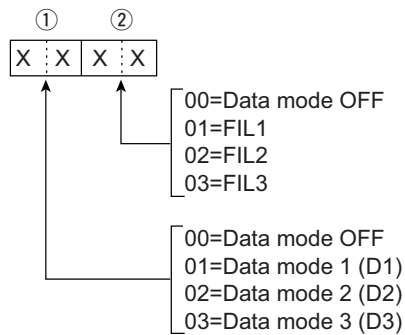 ① ②
X X X X
00=Data mode OFF
01=FIL1
02=FIL2
03=FIL3
00=Data mode OFF
01=Data mode 1 (D1)
02=Data mode 2 (D2)
03=Data mode 3 (D3)